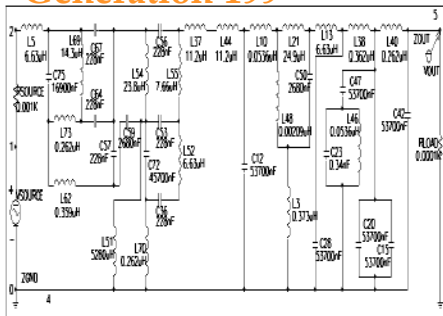 Generation 199
5
2
L5
6.63uH
L69
14.3uH
C67
228nF
C56
228nF
L37
11.2uH
L44
11.2uH
L10
0.0536uH
L21
24.9uH
L13
6.63uH
L38
0.362uH
L40
0.262uH
ZOUT
VOUT
C75
16900nF
C64
228nF
L54
23.8uH
L55
7.66uH
C50
2680nF
C47
53700nF
C42
53700nF
RSOURCE
0.001K
L73
0.262uH
C59
2680nF
C53
228nF
L48
0.00209uH
L46
0.0536uH
RLOAD
0.0001K
1
C57
228nF
L52
6.63uH
C23
0.34nF
C72
45700nF
C12
53700nF
L62
0.359uH
VSOURCE
C36
228nF
L3
0.373uH
L51
5280uH
L70
0.262uH
C28
53700nF
C20
53700nF
C15
53700nF
ZGND
0
4